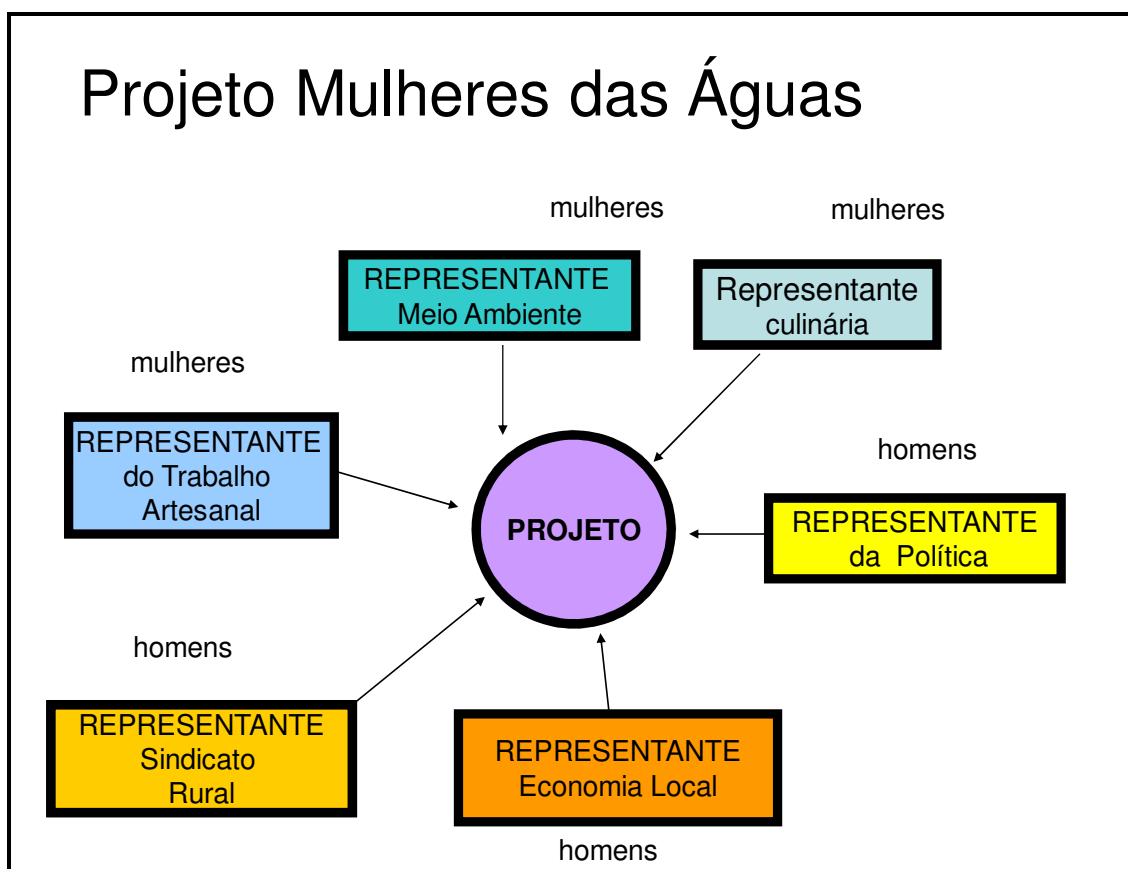 Projeto Mulheres das Águas
mulheres
mulheres
REPRESENTANTE
Meio Ambiente
Representante
culinária
mulheres
REPRESENTANTE
do Trabalho
Artesanal
homens
REPRESENTANTE
da Política
PROJETO
homens
REPRESENTANTE
Sindicato
Rural
REPRESENTANTE
Economia Local
homens